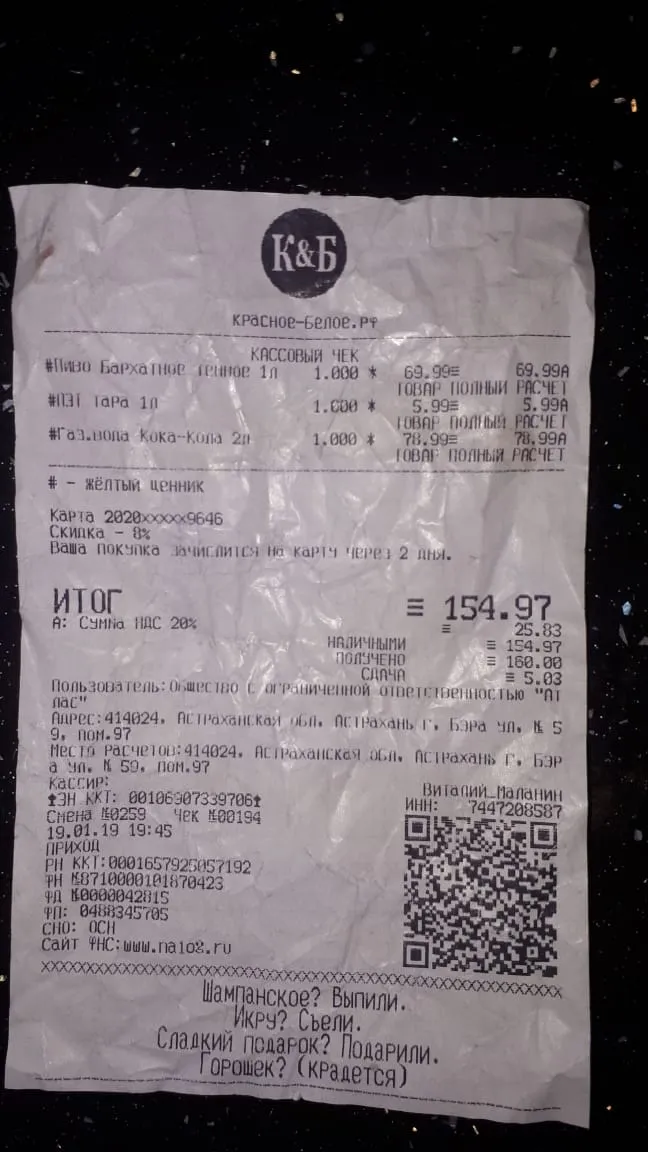 К&Б
КРАСНОЕ-БЕЛОЕ.РФ
КАССОВЫЙ ЧЕК
#Пиво Бархатное темное 1л 1.000 * 69.99≡ 69.99А
ТОВАР ПОЛНЫЙ РАСЧЕТ
#ПЭТ тара 1л 1.000 * 5.99≡ 5.99А
ТОВАР ПОЛНЫЙ РАСЧЕТ
#Газ.вода Кока-Кола 2л 1.000 * 78.99≡ 78.99А
ТОВАР ПОЛНЫЙ РАСЧЕТ
# - жёлтый ценник
Карта 2020xxxxx9646
Скидка - 8%
Ваша покупка зачислится на карту через 2 дня.
ИТОГ ≡ 154.97
А: Сумма НДС 20% ≡ 25.83
НАЛИЧНЫМИ ≡ 154.97
ПОЛУЧЕНО ≡ 160.00
СДАЧА ≡ 5.03
Пользователь:Общество с ограниченной ответственностью "Ат
лас"
Адрес:414024, Астраханская обл, Астрахань г, Бэра ул, № 5
9, пом.97
Место Расчетов:414024, Астраханская обл, Астрахань г, Бэр
а ул, № 59, пом.97
Кассир: Виталий_Маланин
ЗН ККТ: 00106907339706 ИНН: 7447208587
Смена №0259 Чек №00194
19.01.19 19:45
ПРИХОД
РН ККТ:0001657925057192
ФН №8710000101870423
ФД №0000042815
ФП: 0488345705
СНО: ОСН
Сайт ФНС:www.nalog.ru
XXXXXXXXXXXXXXXXXXXXXXXXXXXXXXXXXXXXXXXXXXXXXXXXXXXXXXXXX
Шампанское? Выпили.
Икру? Съели.
Сладкий подарок? Подарили.
Горошек? (крадется)